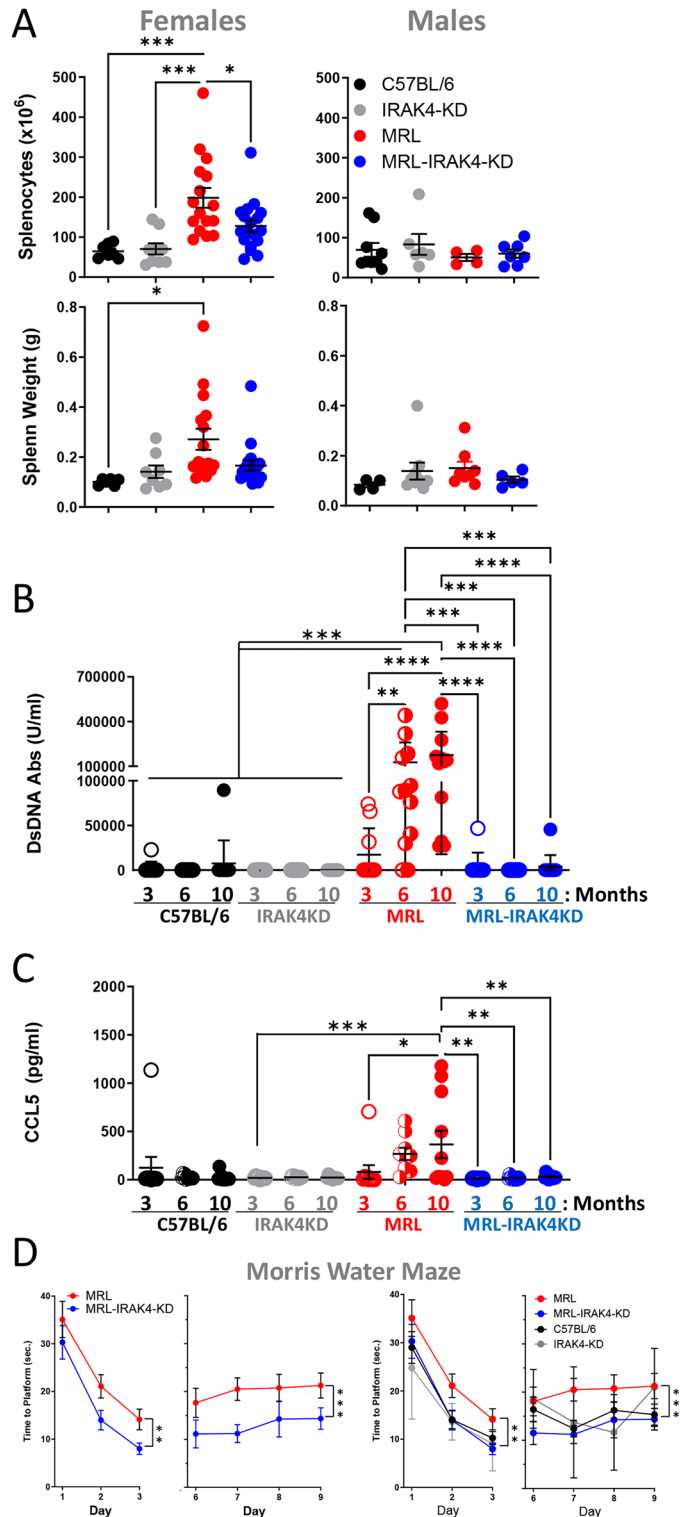 A
Females
Males
***
***
*
Splenocytes (x10⁶)
500
400
300
200
100
0
500
400
300
200
100
0
C57BL/6
IRAK4-KD
MRL
MRL-IRAK4-KD
*
Splenn Weight (g)
0.8
0.6
0.4
0.2
0.0
0.8
0.6
0.4
0.2
0.0
B
***
****
***
***
***
****
****
****
**
DsDNA Abs (U/ml)
700000
400000
100000
100000
50000
0
3 6 10 3 6 10 3 6 10 3 6 10 : Months
C57BL/6 IRAK4KD MRL MRL-IRAK4KD
C
**
***
**
*
**
CCL5 (pg/ml)
2000
1500
1000
500
0
3 6 10 3 6 10 3 6 10 3 6 10 : Months
C57BL/6 IRAK4KD MRL MRL-IRAK4KD
D
Morris Water Maze
Time to Platform (sec.)
40
30
20
10
0
MRL
MRL-IRAK4-KD
**
***
1 2 3
Day
6 7 8 9
Day
Time to Platform (sec.)
40
30
20
10
0
MRL
MRL-IRAK4-KD
C57BL/6
IRAK4-KD
**
***
1 2 3
Day
6 7 8 9
Day